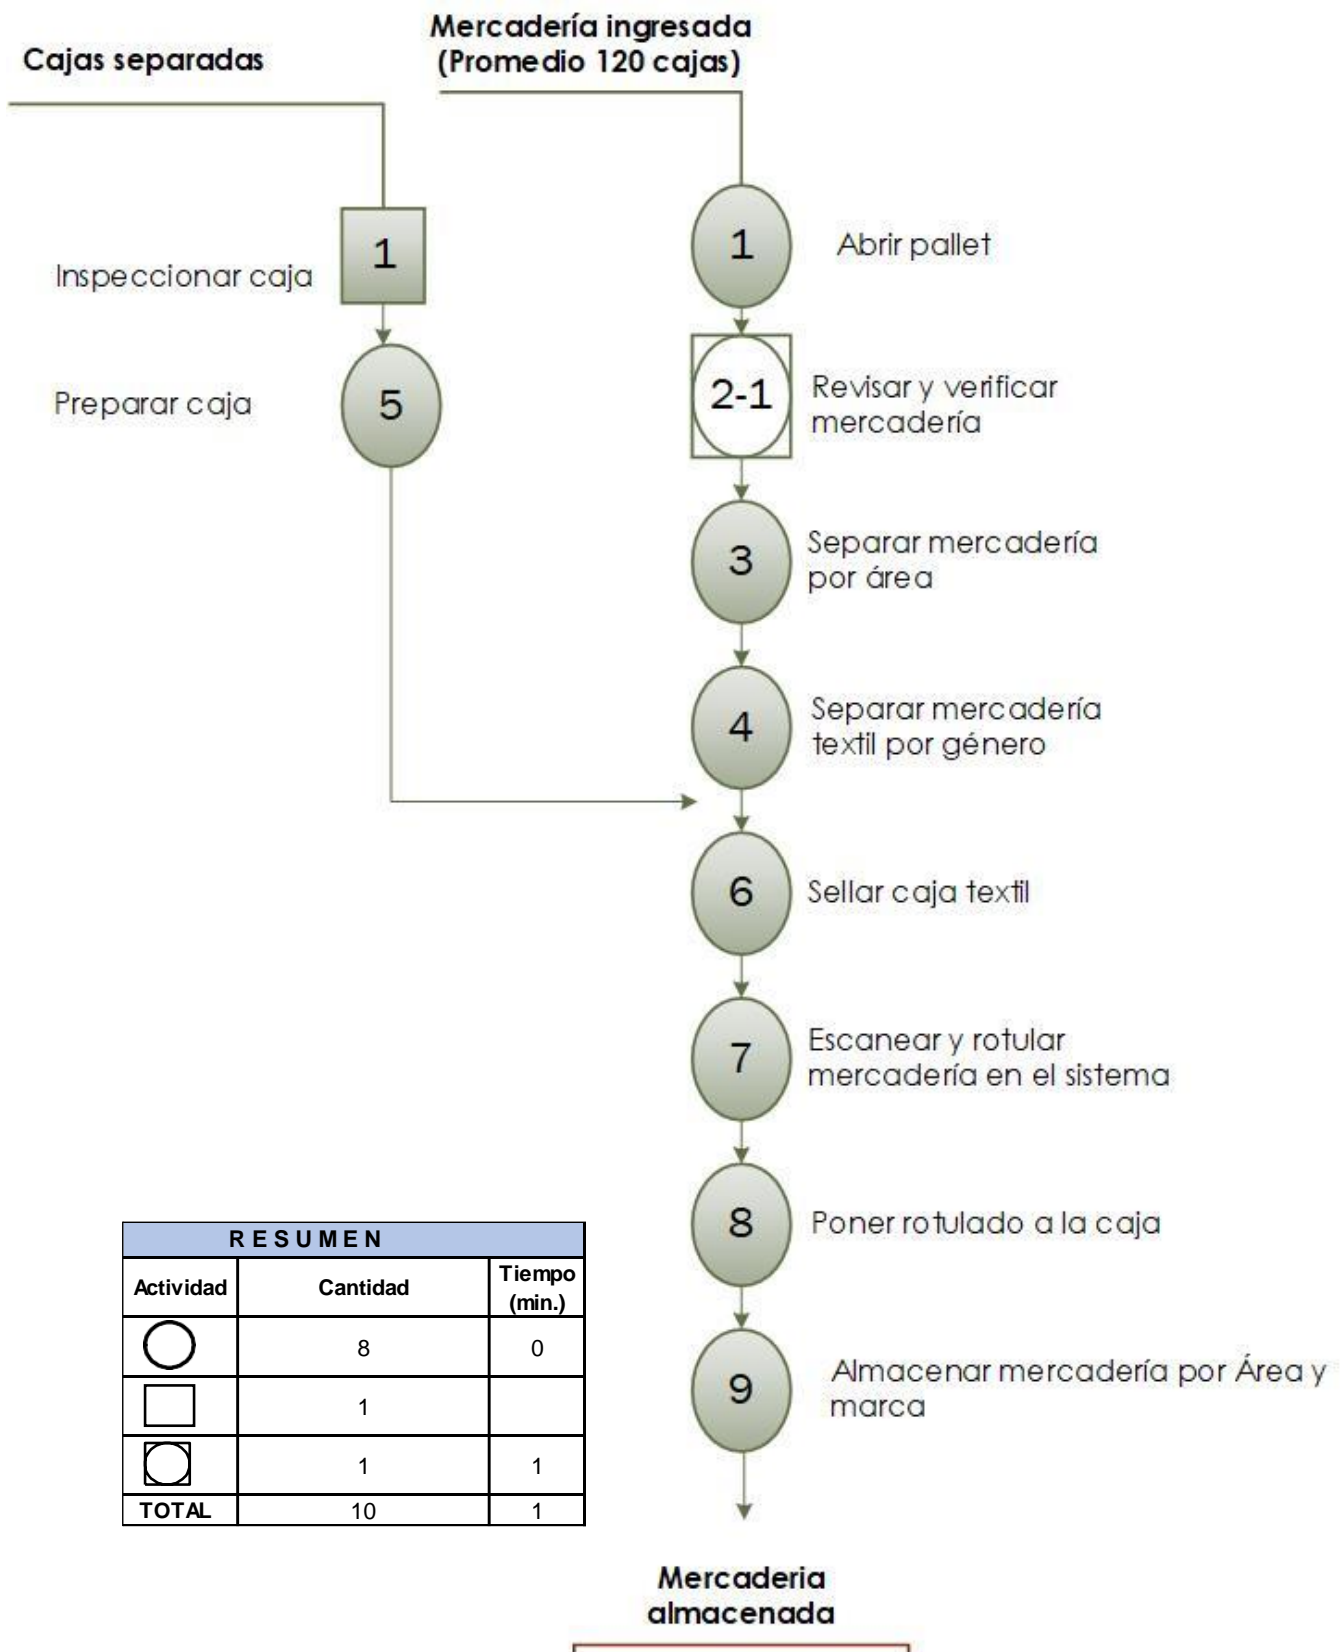 Cajas separadas
Mercadería ingresada
(Promedio 120 cajas)
1
Inspeccionar caja
5
Preparar caja
1
Abrir pallet
2-1
Revisar y verificar
mercadería
3
Separar mercadería
por área
4
Separar mercadería
textil por género
6
Sellar caja textil
7
Escanear y rotular
mercadería en el sistema
8
Poner rotulado a la caja
9
Almacenar mercadería por Área y
marca
Mercaderia
almacenada
RESUMEN
Actividad Cantidad Tiempo
(min.)
8 0
1
1 1
TOTAL 10 1